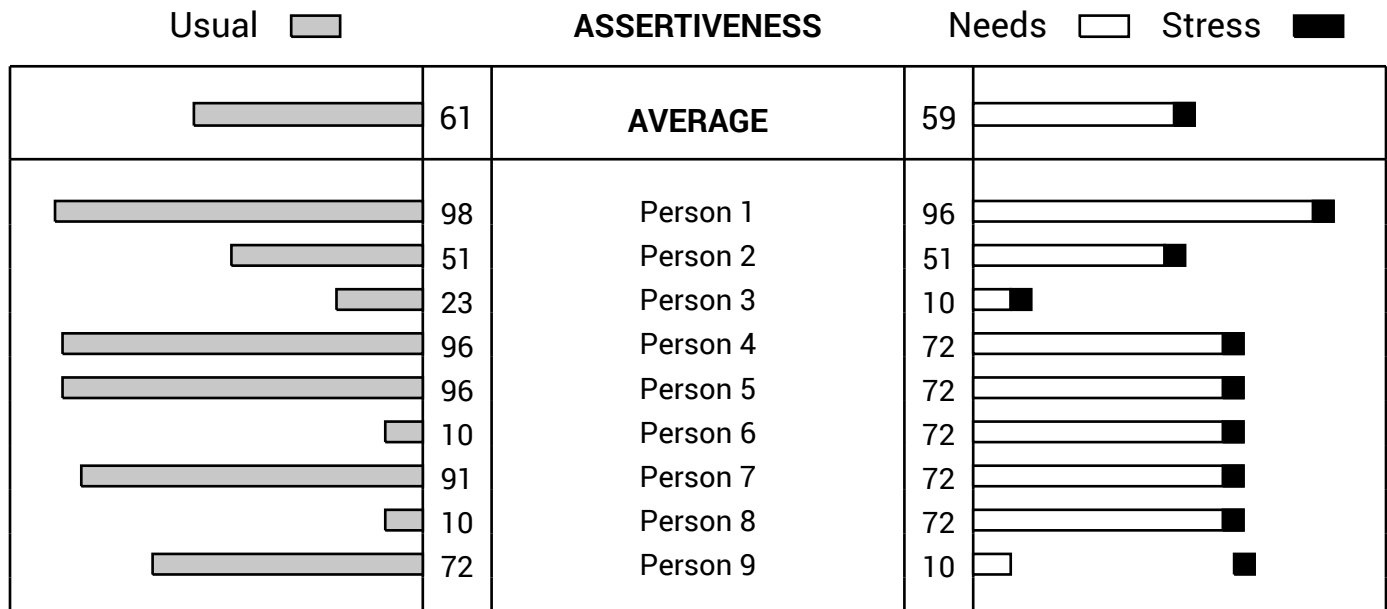 Usual ASSERTIVENESS Needs Stress
61 AVERAGE 59
98 Person 1 96
51 Person 2 51
23 Person 3 10
96 Person 4 72
96 Person 5 72
10 Person 6 72
91 Person 7 72
10 Person 8 72
72 Person 9 10